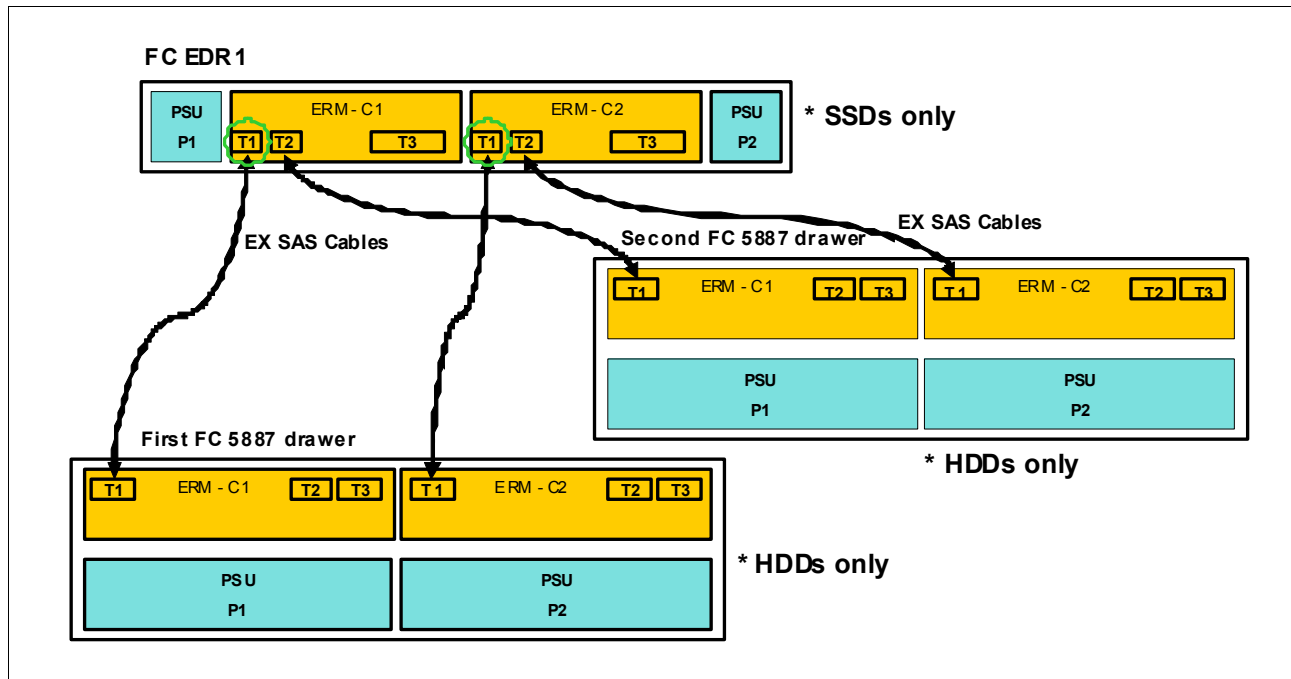 FC EDR1
PSU
P1
ERM - C1
T1
T2
T3
ERM - C2
T1
T2
T3
PSU
P2
* SSDs only
EX SAS Cables
EX SAS Cables
Second FC 5887 drawer
T1
ERM - C1
T2
T3
T1
ERM - C2
T2
T3
PSU
P1
PSU
P2
* HDDs only
First FC 5887 drawer
T1
ERM - C1
T2
T3
T1
ERM - C2
T2
T3
PSU
P1
PSU
P2
* HDDs only